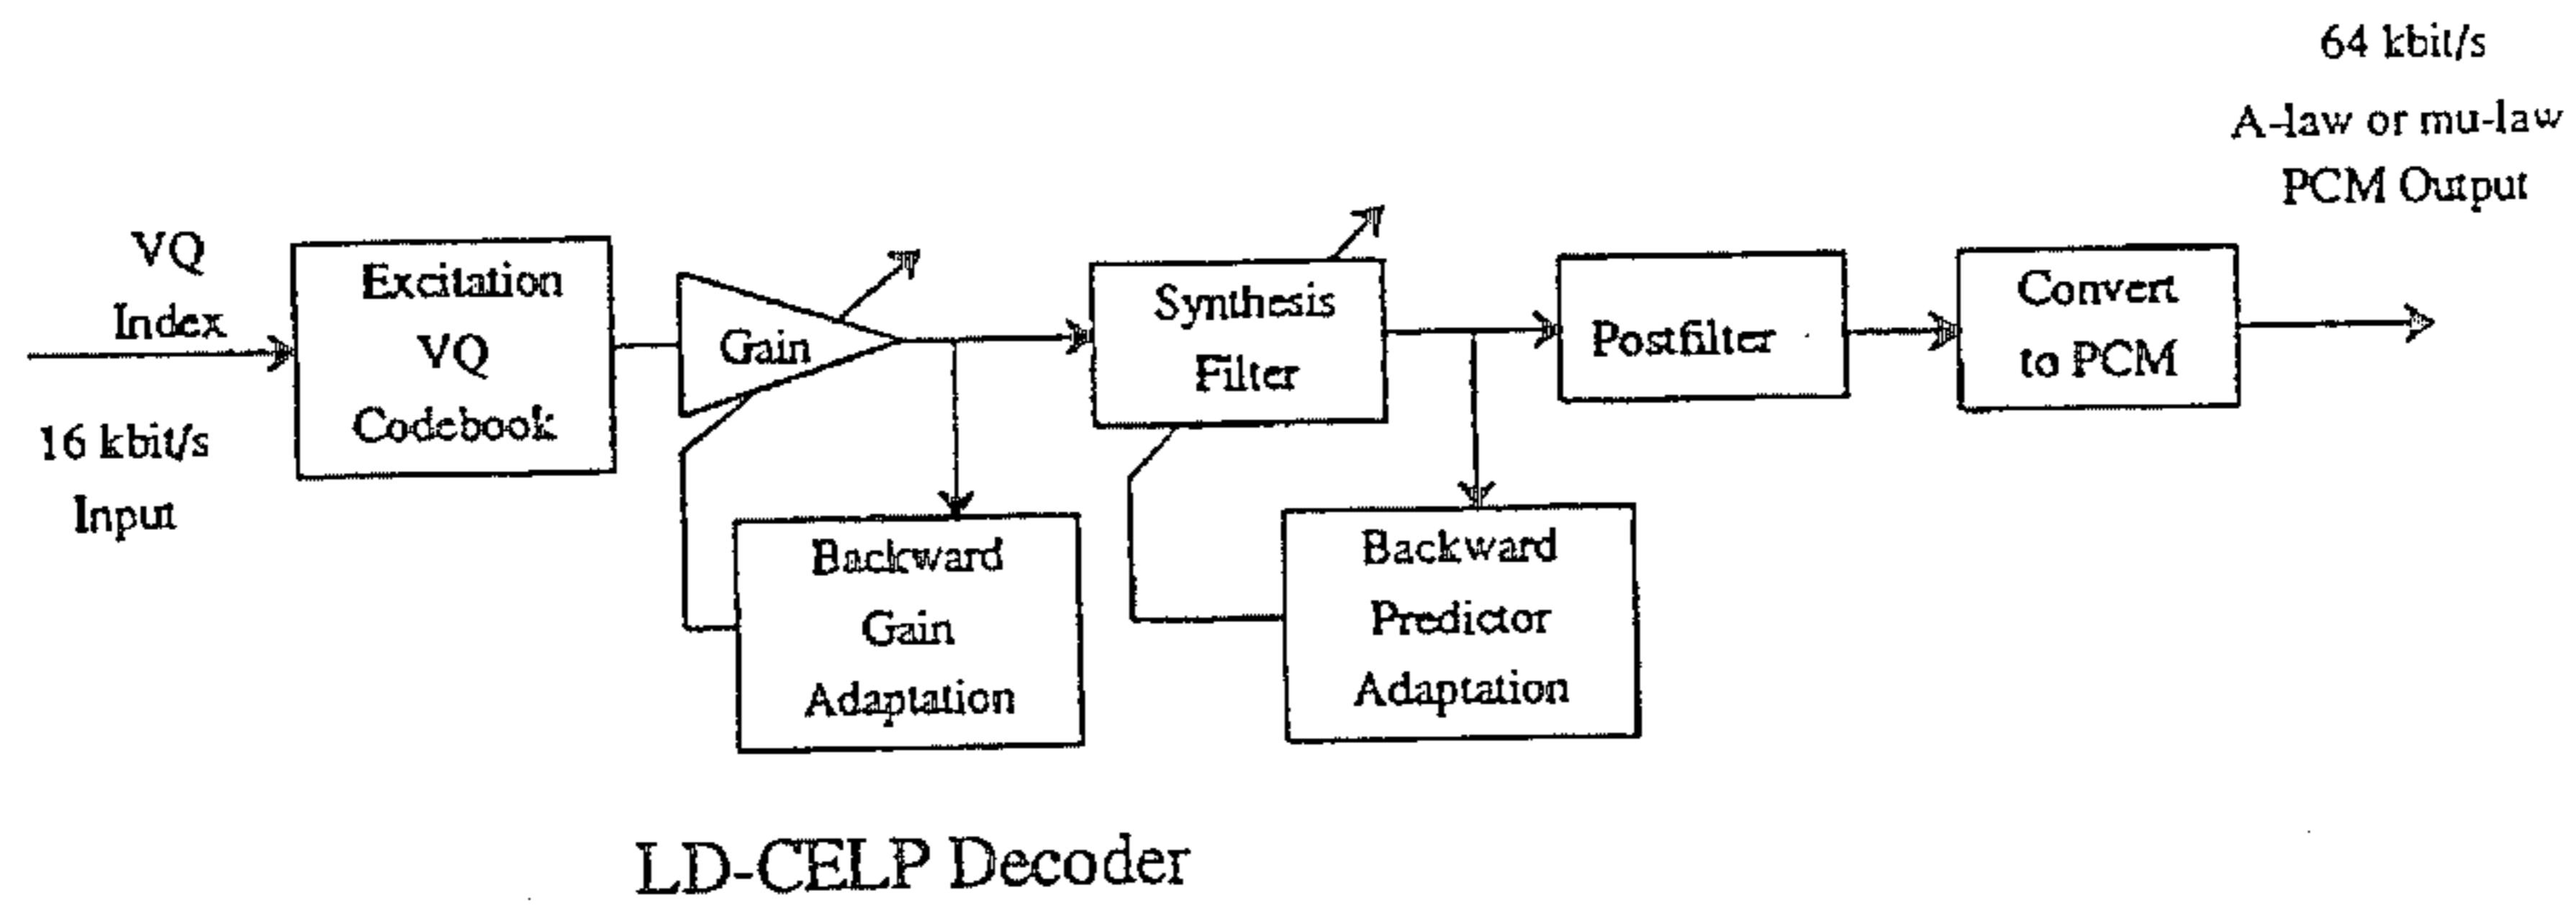 64 kbit/s
A-law or mu-law
PCM Output
VQ
Index
16 kbit/s
Input
Excitation
VQ
Codebook
Gain
Synthesis
Filter
Postfilter
Convert
to PCM
Backward
Gain
Adaptation
Backward
Predictor
Adaptation
LD-CELP Decoder